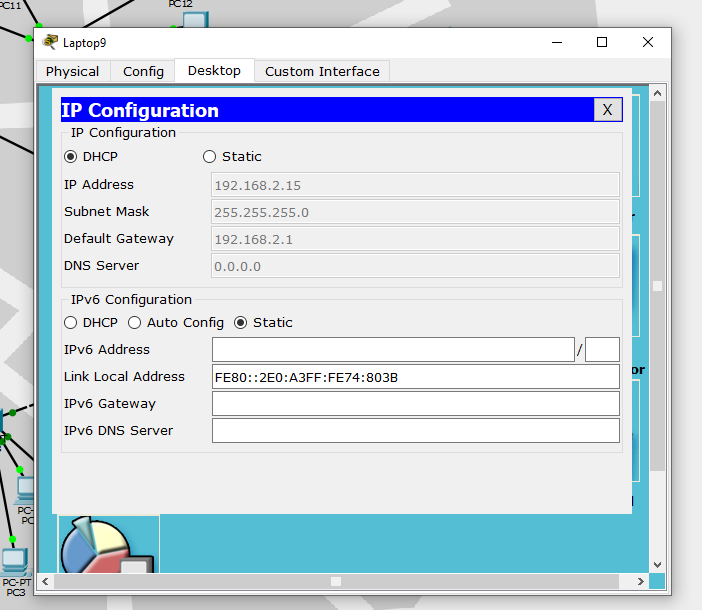 PC11
PC12
Laptop9
Physical Config Desktop Custom Interface
IP Configuration X
IP Configuration
DHCP Static
IP Address 192.168.2.15
Subnet Mask 255.255.255.0
Default Gateway 192.168.2.1
DNS Server 0.0.0.0
IPv6 Configuration
DHCP Auto Config Static
IPv6 Address /
Link Local Address FE80::2E0:A3FF:FE74:803B
IPv6 Gateway
IPv6 DNS Server
or
PC-
PC
PC-PT
PC3